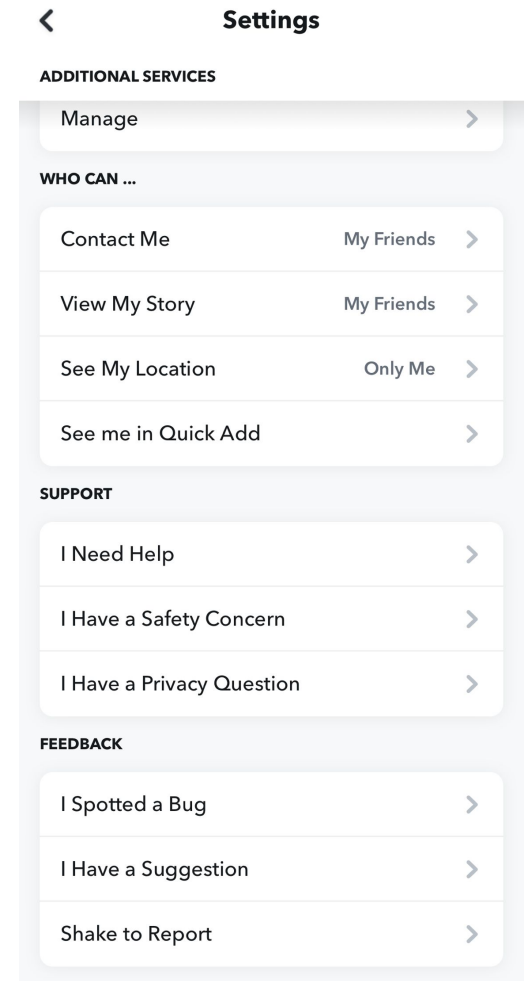 Settings
ADDITIONAL SERVICES
Manage
WHO CAN ...
Contact Me My Friends
View My Story My Friends
See My Location Only Me
See me in Quick Add
SUPPORT
I Need Help
I Have a Safety Concern
I Have a Privacy Question
FEEDBACK
I Spotted a Bug
I Have a Suggestion
Shake to Report